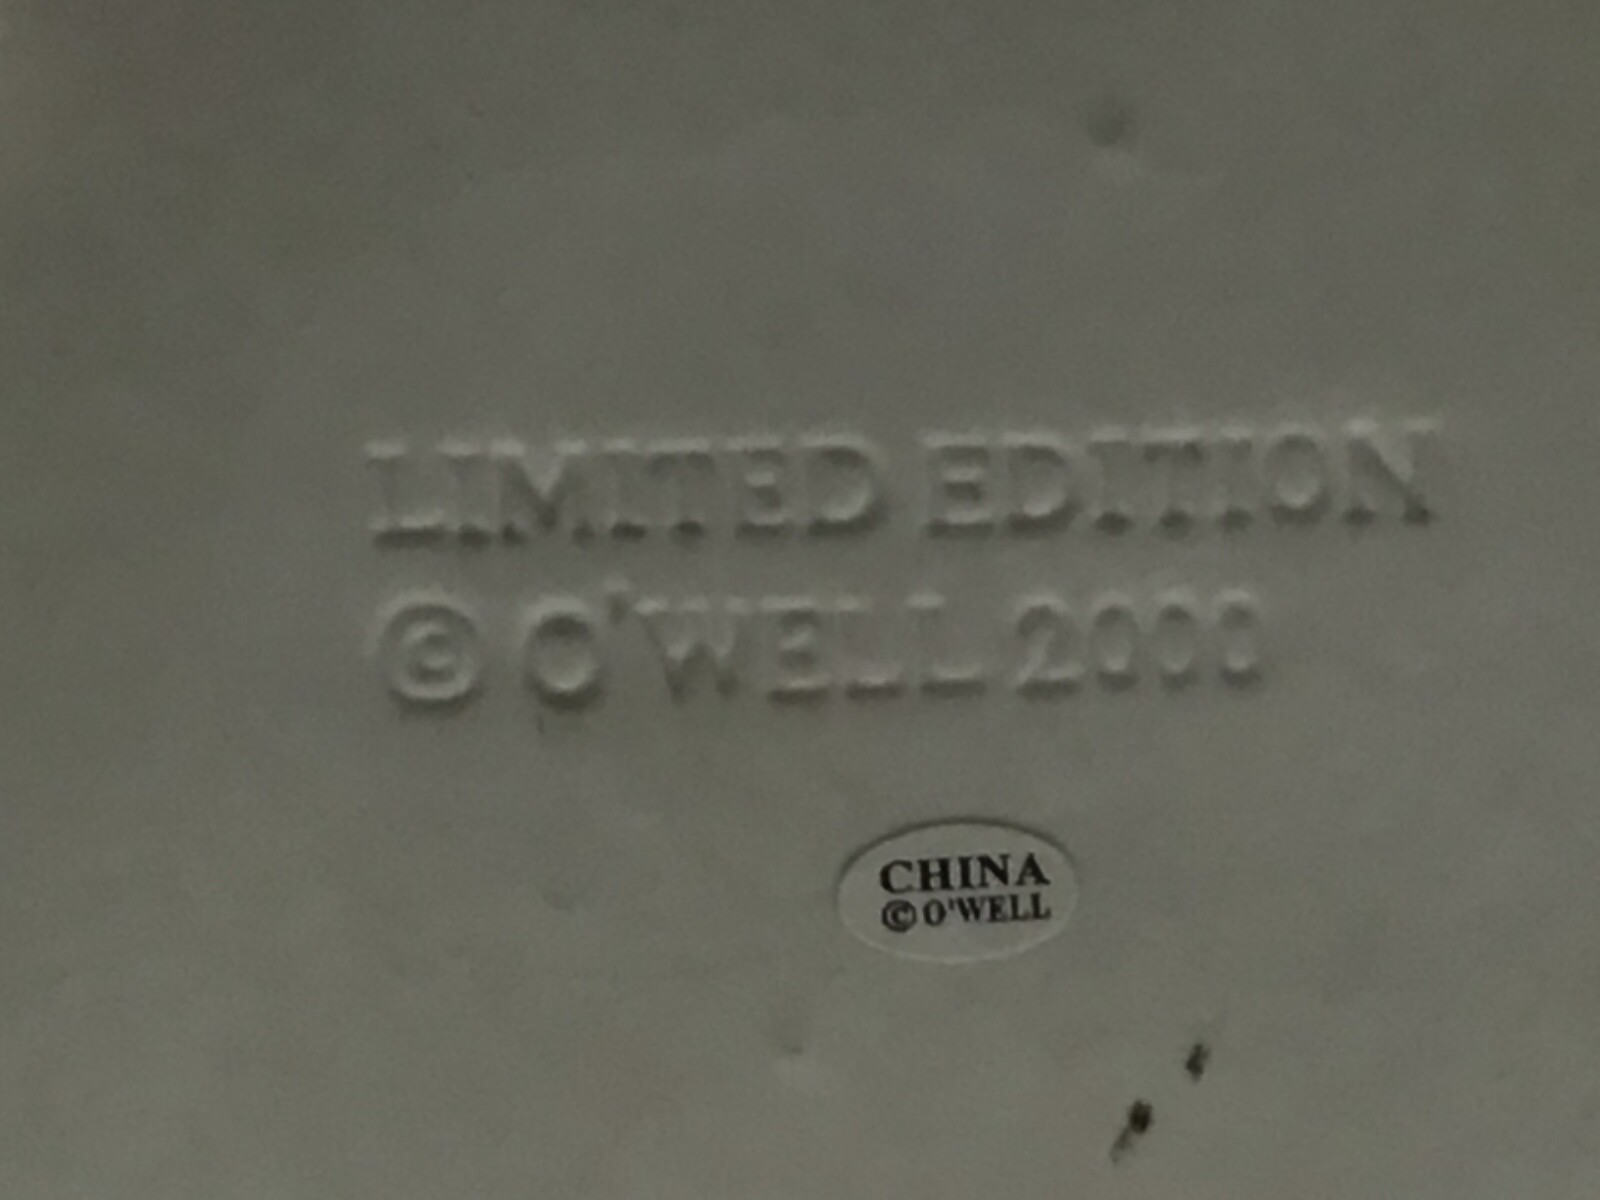 LIMITED EDITION
© O'WELL 2000
CHINA
© O'WELL